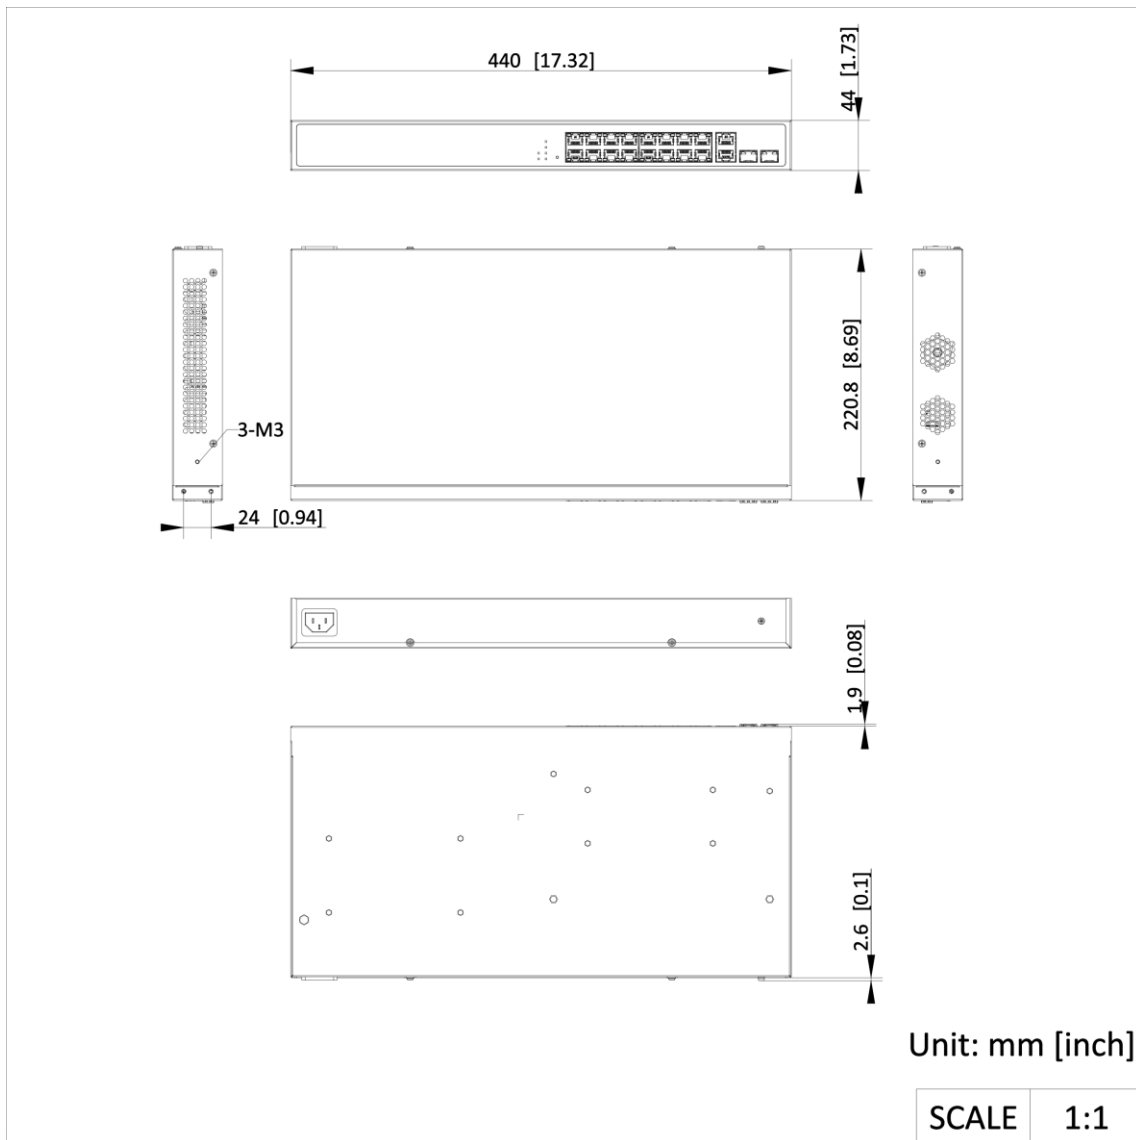 440 [17.32]
44 [1.73]
220.8 [8.69]
3-M3
24 [0.94]
1.9 [0.08]
2.6 [0.1]
Unit: mm [inch]
SCALE 1:1